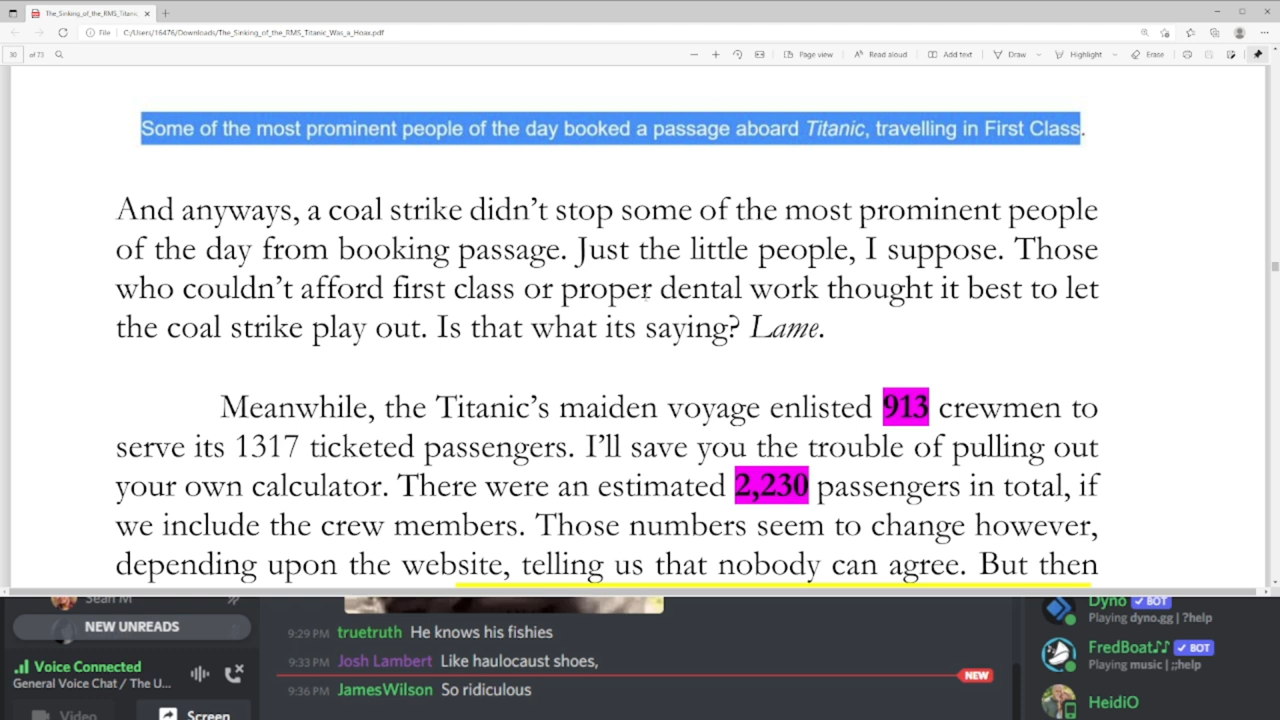 The_Sinking_of_the_RMS_Titanic
File C:/Users/16476/Downloads/The_Sinking_of_the_RMS_Titanic_Was_a_Hoax.pdf
30 of 73 Page view Read aloud Add text Draw Highlight Erase
Some of the most prominent people of the day booked a passage aboard Titanic, travelling in First Class.
And anyways, a coal strike didn’t stop some of the most prominent people
of the day from booking passage. Just the little people, I suppose. Those
who couldn’t afford first class or proper dental work thought it best to let
the coal strike play out. Is that what its saying? Lame.
Meanwhile, the Titanic’s maiden voyage enlisted 913 crewmen to
serve its 1317 ticketed passengers. I’ll save you the trouble of pulling out
your own calculator. There were an estimated 2,230 passengers in total, if
we include the crew members. Those numbers seem to change however,
depending upon the website, telling us that nobody can agree. But then
Sean M
NEW UNREADS
Voice Connected
General Voice Chat / The U...
Video Screen
9:29 PM truetruth He knows his fishies
9:33 PM Josh Lambert Like haulocaust shoes,
NEW
9:36 PM JamesWilson So ridiculous
Dyno BOT
Playing dyno.gg | ?help
FredBoat♪♪ BOT
Playing music | ;;help
HeidiO